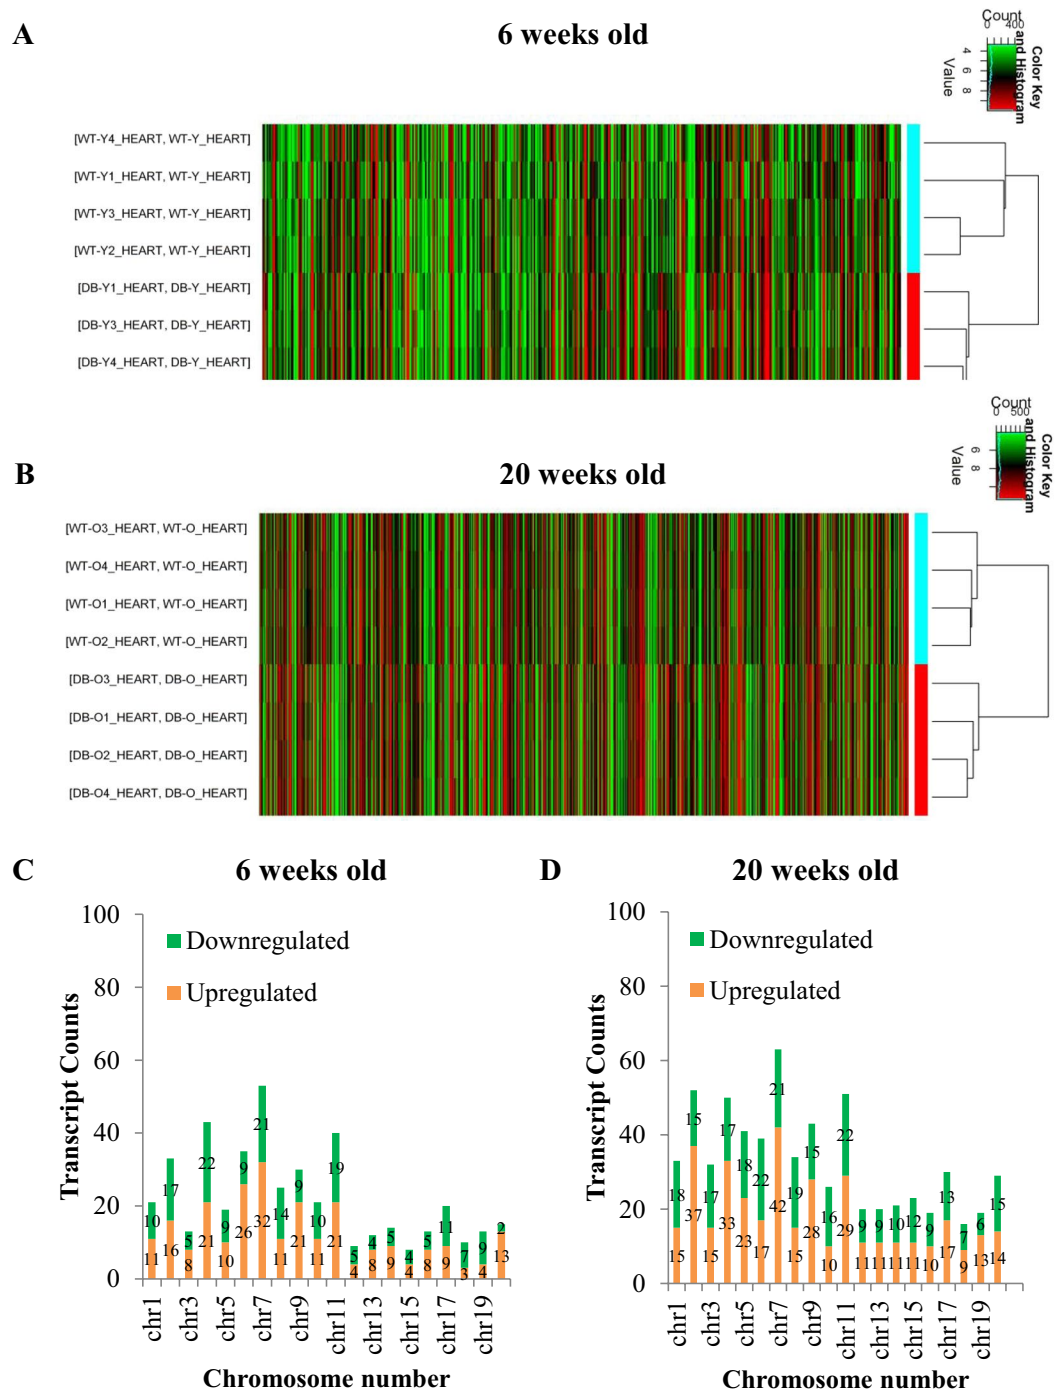 A
6 weeks old
Count
0 400
Color Key
and Histogram
4 6 8
Value
[WT-Y4_HEART, WT-Y_HEART]
[WT-Y1_HEART, WT-Y_HEART]
[WT-Y3_HEART, WT-Y_HEART]
[WT-Y2_HEART, WT-Y_HEART]
[DB-Y1_HEART, DB-Y_HEART]
[DB-Y3_HEART, DB-Y_HEART]
[DB-Y4_HEART, DB-Y_HEART]
B
20 weeks old
Count
0 500
Color Key
and Histogram
6 8
Value
[WT-O3_HEART, WT-O_HEART]
[WT-O4_HEART, WT-O_HEART]
[WT-O1_HEART, WT-O_HEART]
[WT-O2_HEART, WT-O_HEART]
[DB-O3_HEART, DB-O_HEART]
[DB-O1_HEART, DB-O_HEART]
[DB-O2_HEART, DB-O_HEART]
[DB-O4_HEART, DB-O_HEART]
C
6 weeks old
Transcript Counts
100
80
60
40
20
0
Downregulated
Upregulated
10 17 5 22 9 9 21 14 9 10 19 5 4 5 4 5 11 7 9 2
11 16 8 21 10 26 32 11 21 11 21 4 8 9 4 8 9 3 4 13
chr1 chr3 chr5 chr7 chr9 chr11 chr13 chr15 chr17 chr19
Chromosome number
D
20 weeks old
Transcript Counts
100
80
60
40
20
0
Downregulated
Upregulated
18 15 17 17 18 22 21 19 15 16 22 9 9 10 12 9 13 7 6 15
15 37 15 33 23 17 42 15 28 10 29 11 11 11 11 10 17 9 13 14
chr1 chr3 chr5 chr7 chr9 chr11 chr13 chr15 chr17 chr19
Chromosome number